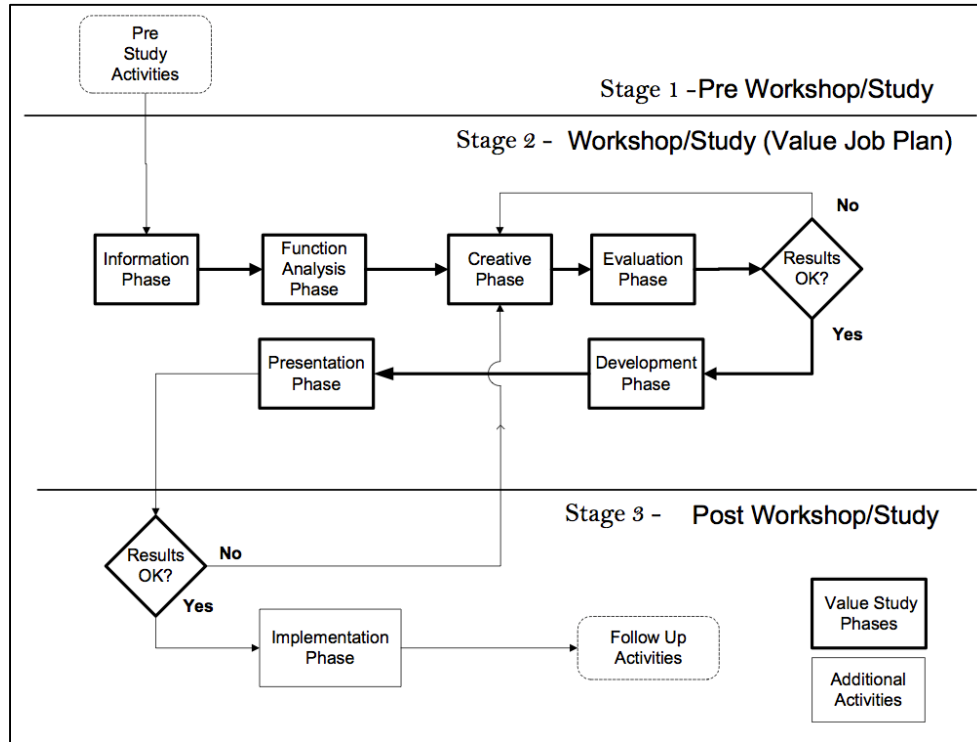 Pre
Study
Activities
Stage 1 -Pre Workshop/Study
Stage 2 - Workshop/Study (Value Job Plan)
No
Information
Phase
Function
Analysis
Phase
Creative
Phase
Evaluation
Phase
Results
OK?
Yes
Presentation
Phase
Development
Phase
Stage 3 - Post Workshop/Study
Results
OK?
No
Yes
Implementation
Phase
Follow Up
Activities
Value Study
Phases
Additional
Activities